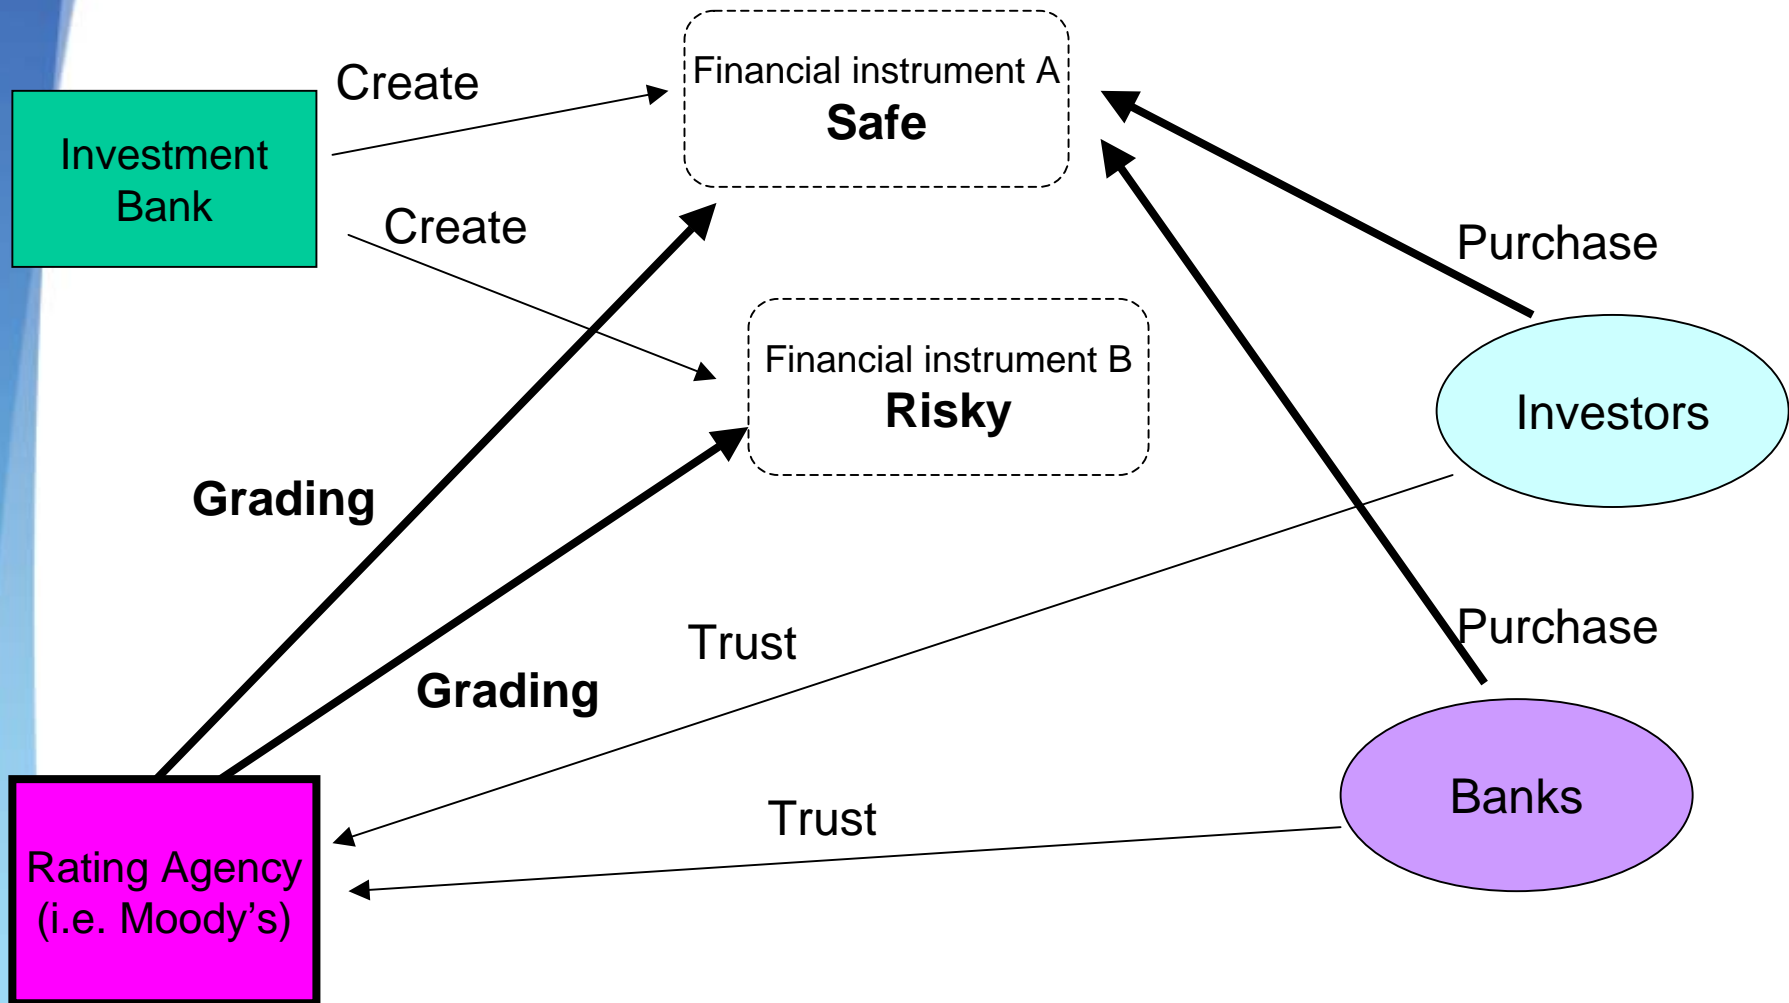 Create
Financial instrument A
Safe
Investment
Bank
Create
Purchase
Financial instrument B
Risky
Investors
Grading
Trust
Purchase
Grading
Banks
Trust
Rating Agency
(i.e. Moody’s)